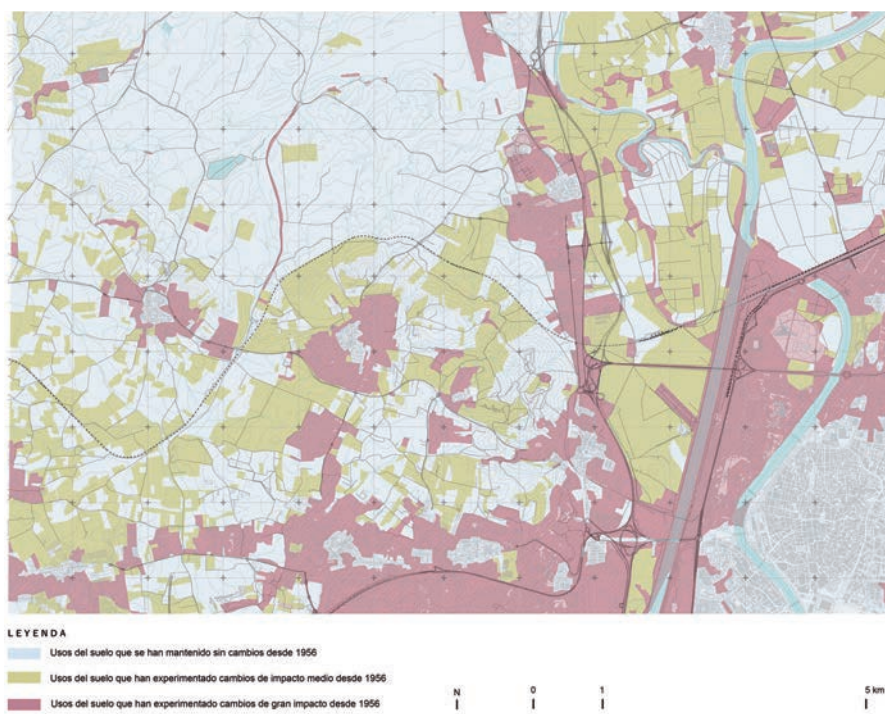 LEYENDA
Usos del suelo que se han mantenido sin cambios desde 1956
Usos del suelo que han experimentado cambios de impacto medio desde 1956
Usos del suelo que han experimentado cambios de gran impacto desde 1956
N 0 1 5 km